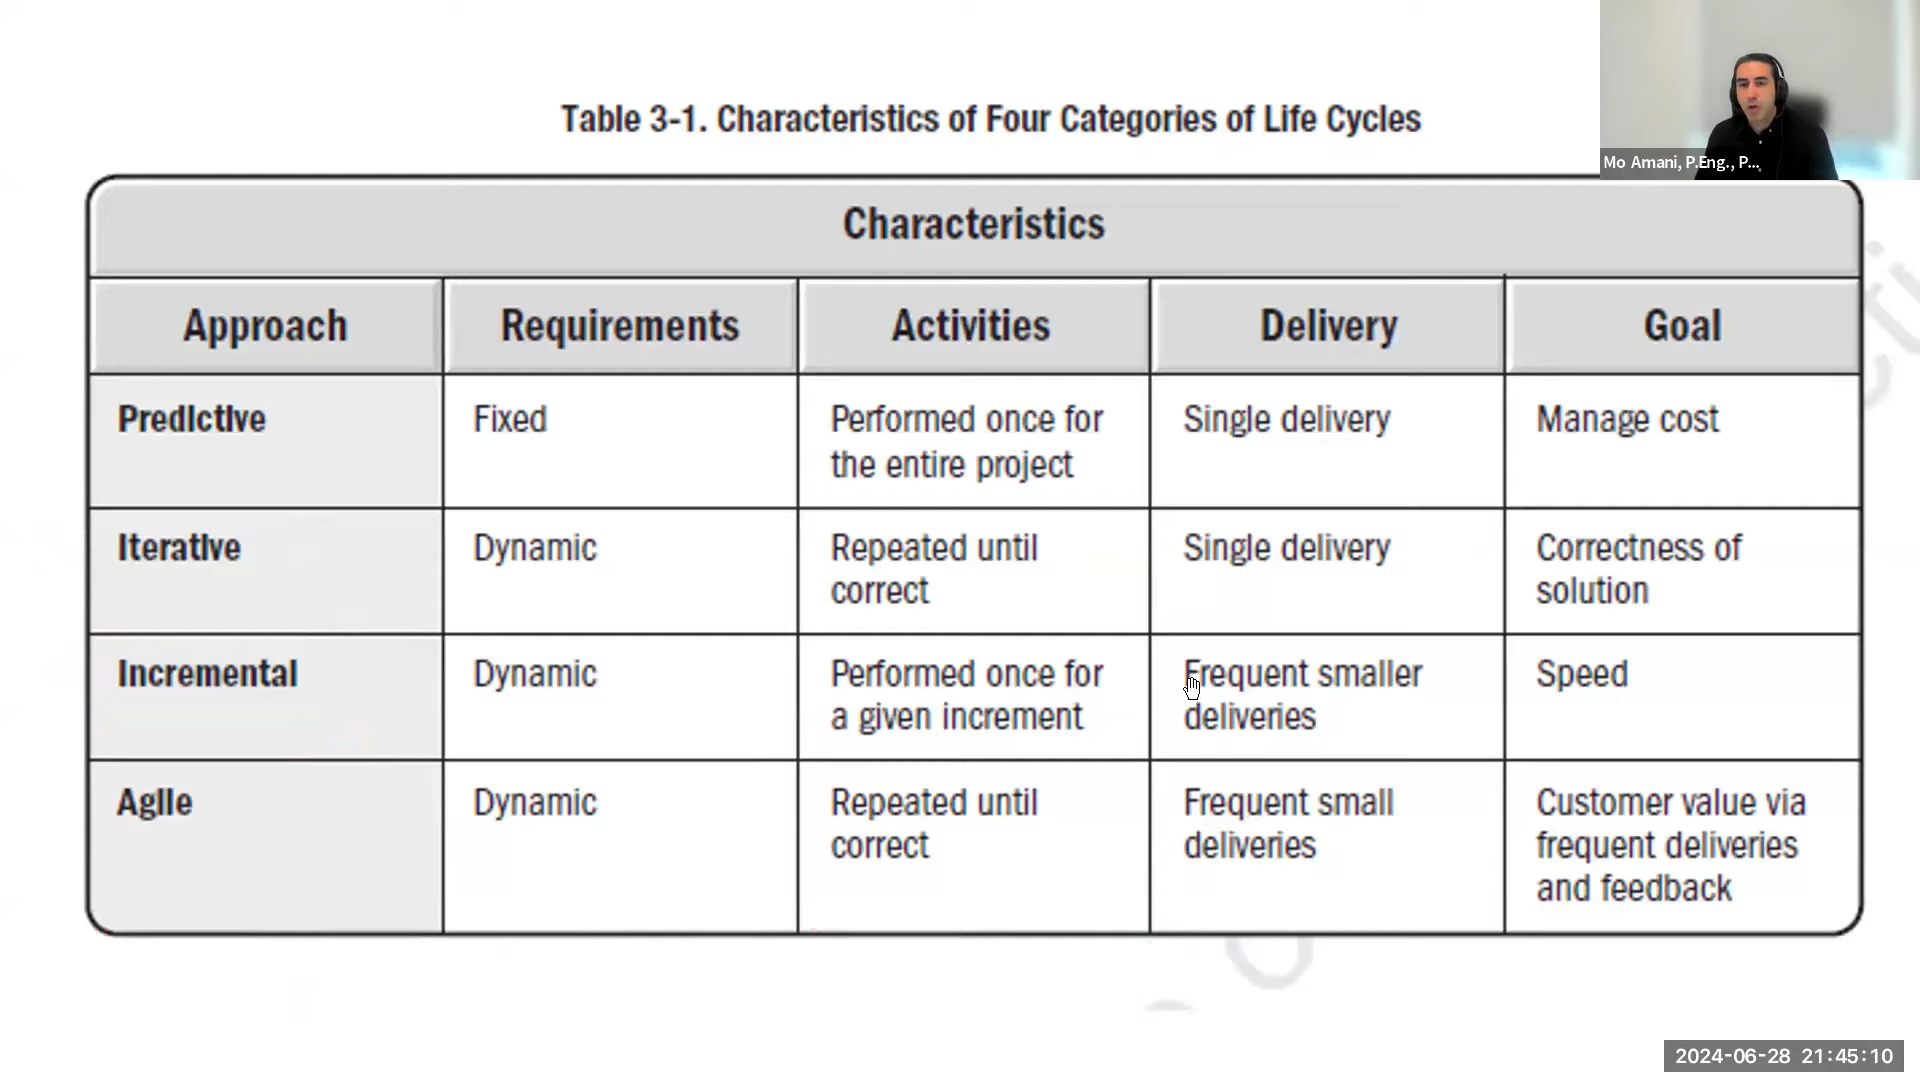 Mo Amani, P.Eng., P...
Table 3-1. Characteristics of Four Categories of Life Cycles
Characteristics
Approach
Requirements
Activities
Delivery
Goal
Predictive
Fixed
Performed once for
the entire project
Single delivery
Manage cost
Iterative
Dynamic
Repeated until
correct
Single delivery
Correctness of
solution
Incremental
Dynamic
Performed once for
a given increment
Frequent smaller
deliveries
Speed
Agile
Dynamic
Repeated until
correct
Frequent small
deliveries
Customer value via
frequent deliveries
and feedback
2024-06-28 21:45:10